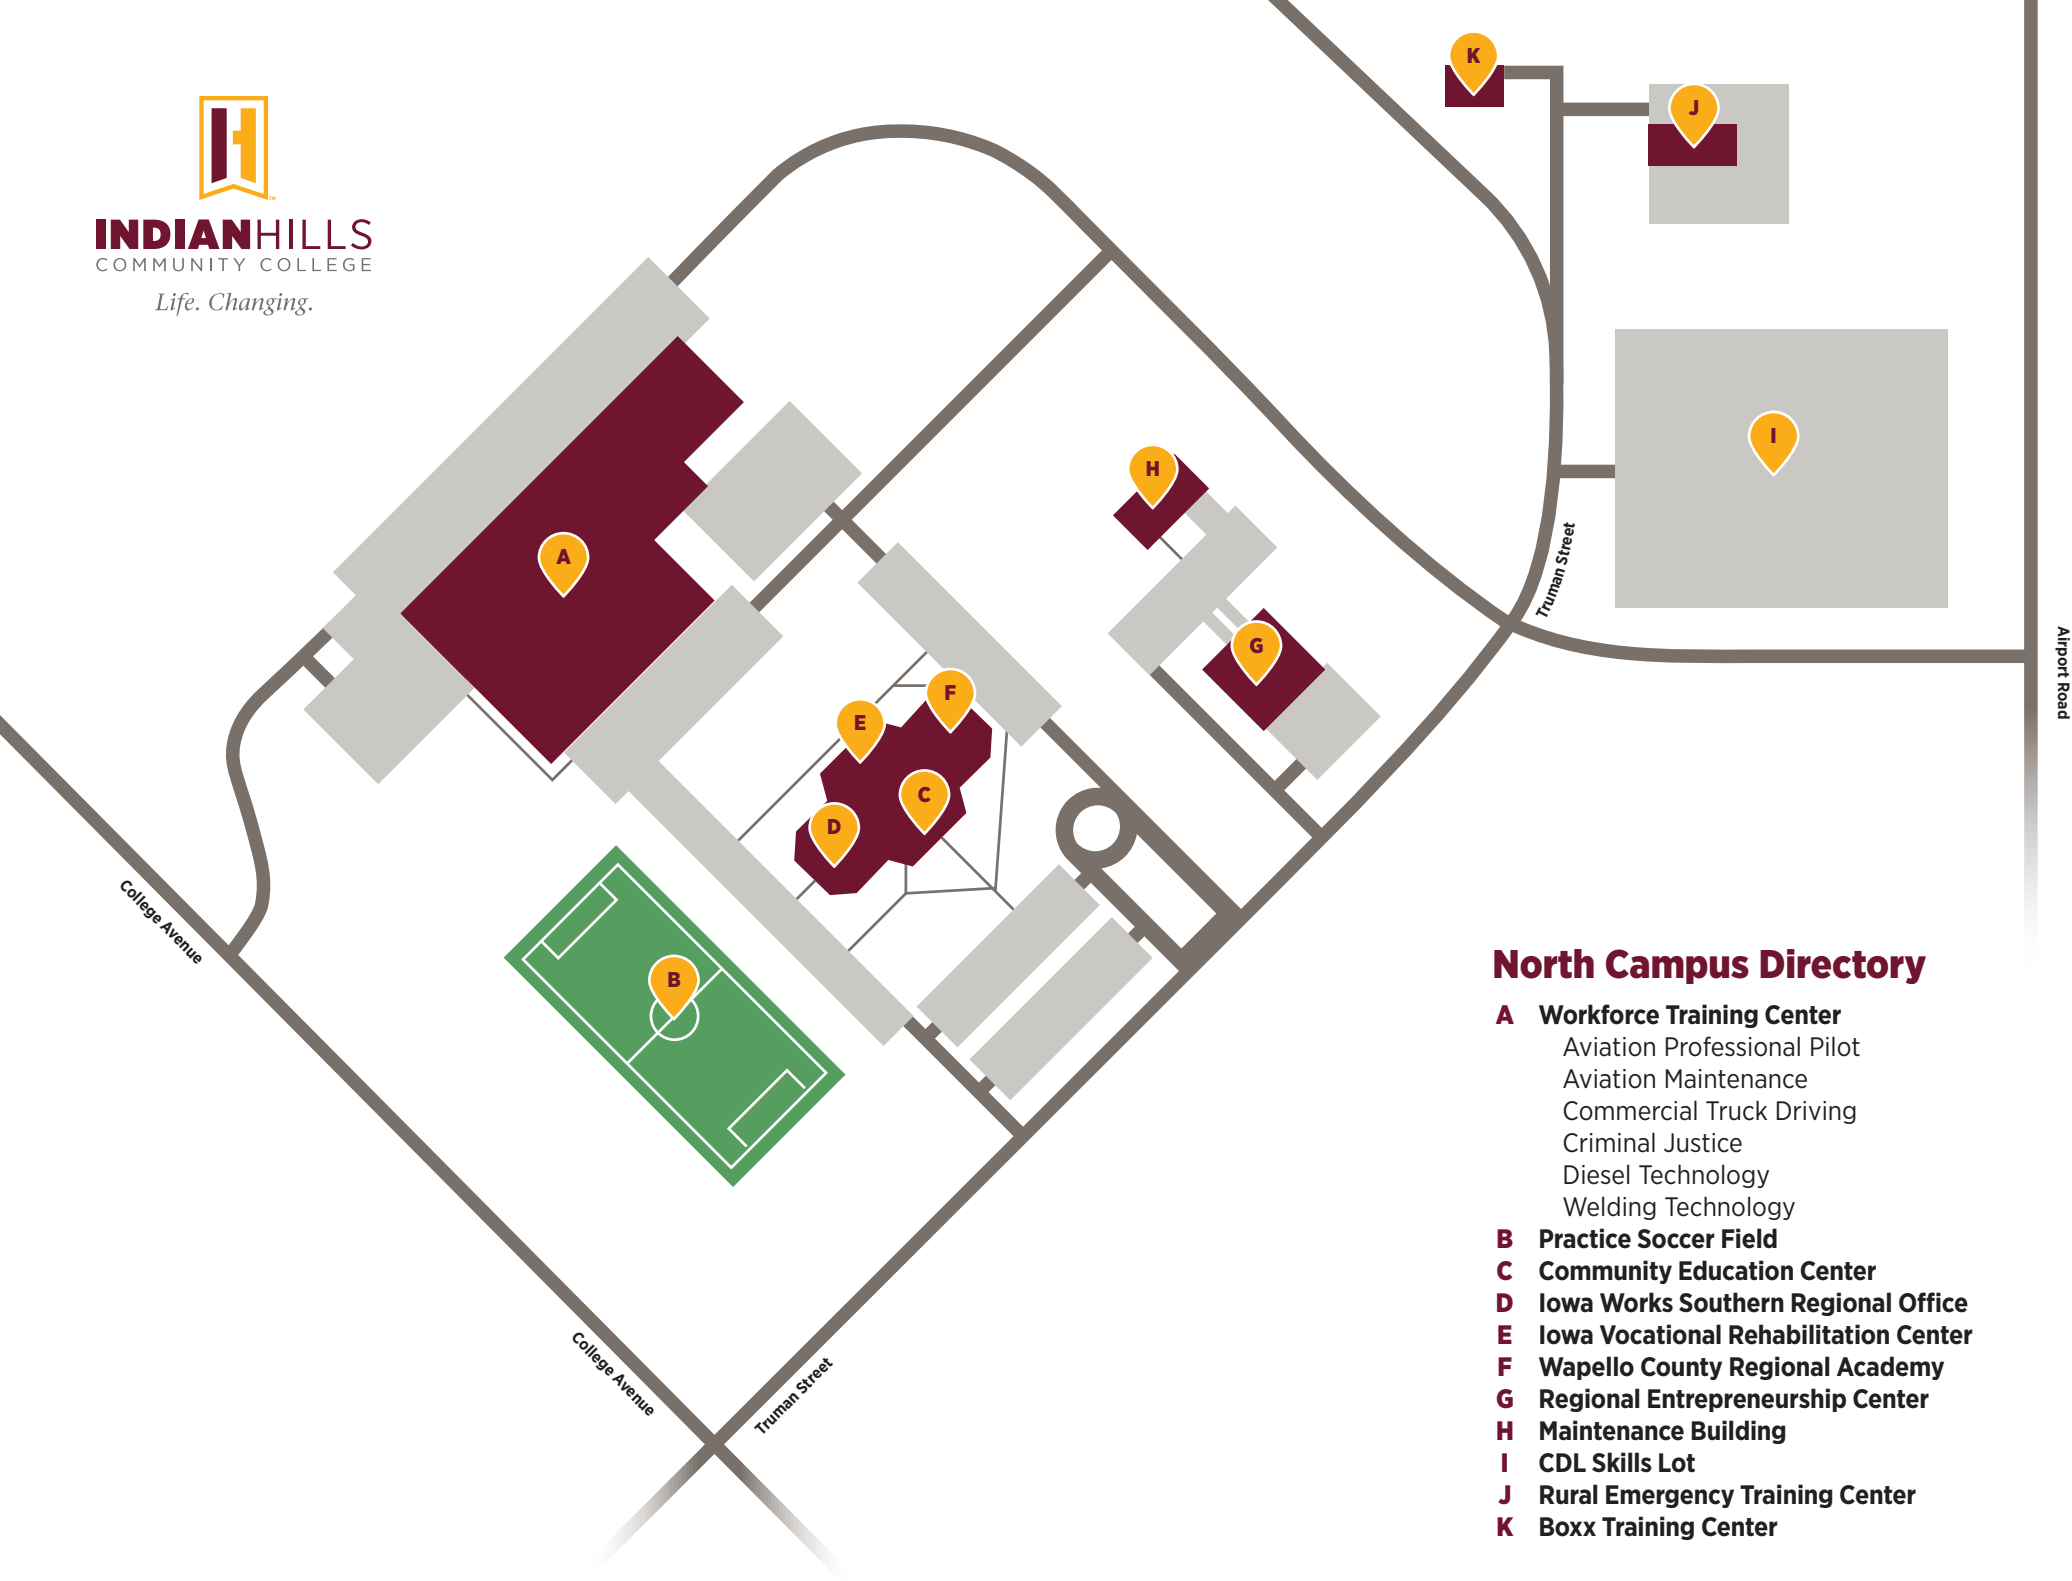 INDIANHILLS
COMMUNITY COLLEGE
Life. Changing.
K
J
I
H
G
A
F
E
C
D
B
Truman Street
Airport Road
College Avenue
College Avenue
Truman Street
North Campus Directory
A Workforce Training Center
Aviation Professional Pilot
Aviation Maintenance
Commercial Truck Driving
Criminal Justice
Diesel Technology
Welding Technology
B Practice Soccer Field
C Community Education Center
D Iowa Works Southern Regional Office
E Iowa Vocational Rehabilitation Center
F Wapello County Regional Academy
G Regional Entrepreneurship Center
H Maintenance Building
I CDL Skills Lot
J Rural Emergency Training Center
K Boxx Training Center